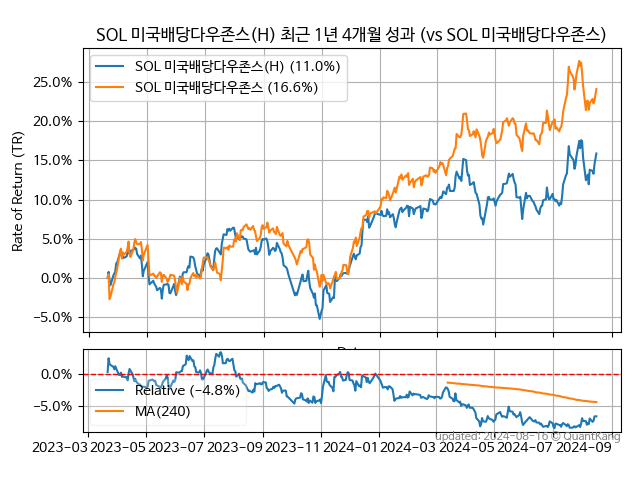 SOL 미국배당다우존스(H) 최근 1년 4개월 성과 (vs SOL 미국배당다우존스)
SOL 미국배당다우존스(H) (11.0%)
SOL 미국배당다우존스 (16.6%)
Rate of Return (TR)
25.0%
20.0%
15.0%
10.0%
5.0%
0.0%
−5.0%
0.0%
−5.0%
Relative (−4.8%)
MA(240)
updated: 2024-08-16 © QuantKang
2023-03 2023-05 2023-07 2023-09 2023-11 2024-01 2024-03 2024-05 2024-07 2024-09